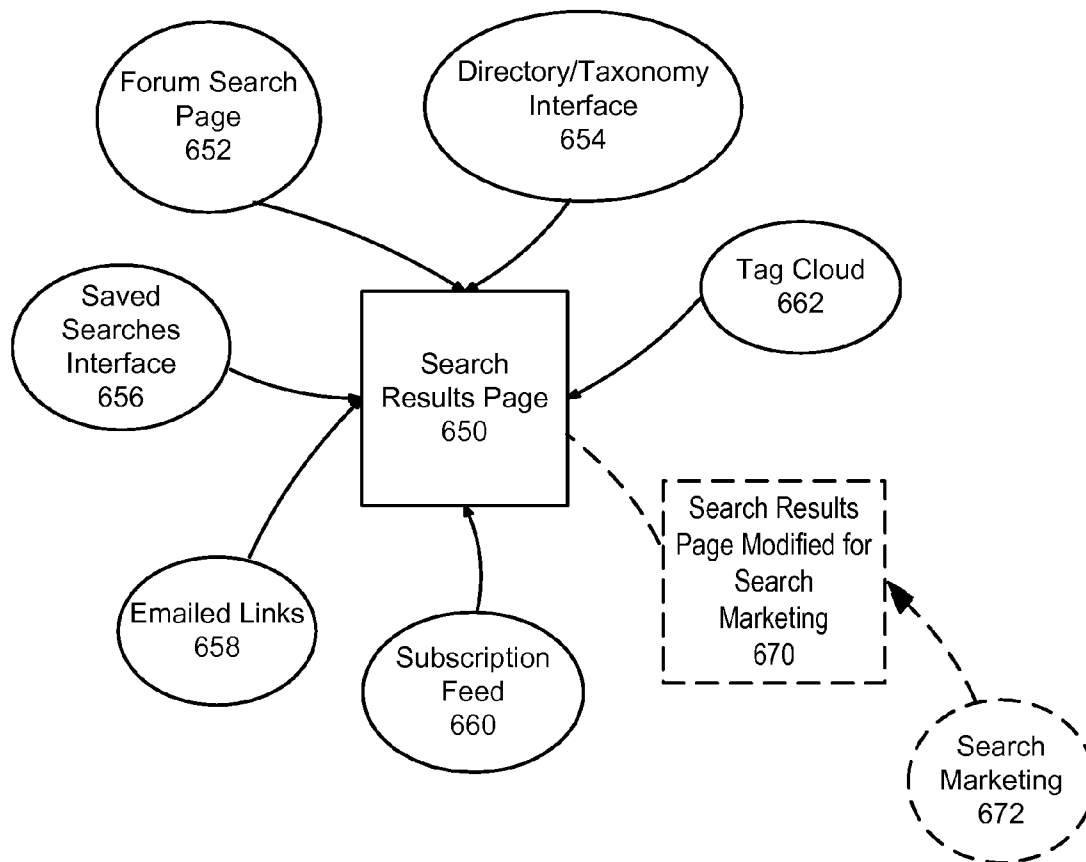 Forum Search
Page
652
Directory/Taxonomy
Interface
654
Tag Cloud
662
Saved
Searches
Interface
656
Search
Results Page
650
Search Results
Page Modified for
Search
Marketing
670
Emailed Links
658
Subscription
Feed
660
Search
Marketing
672